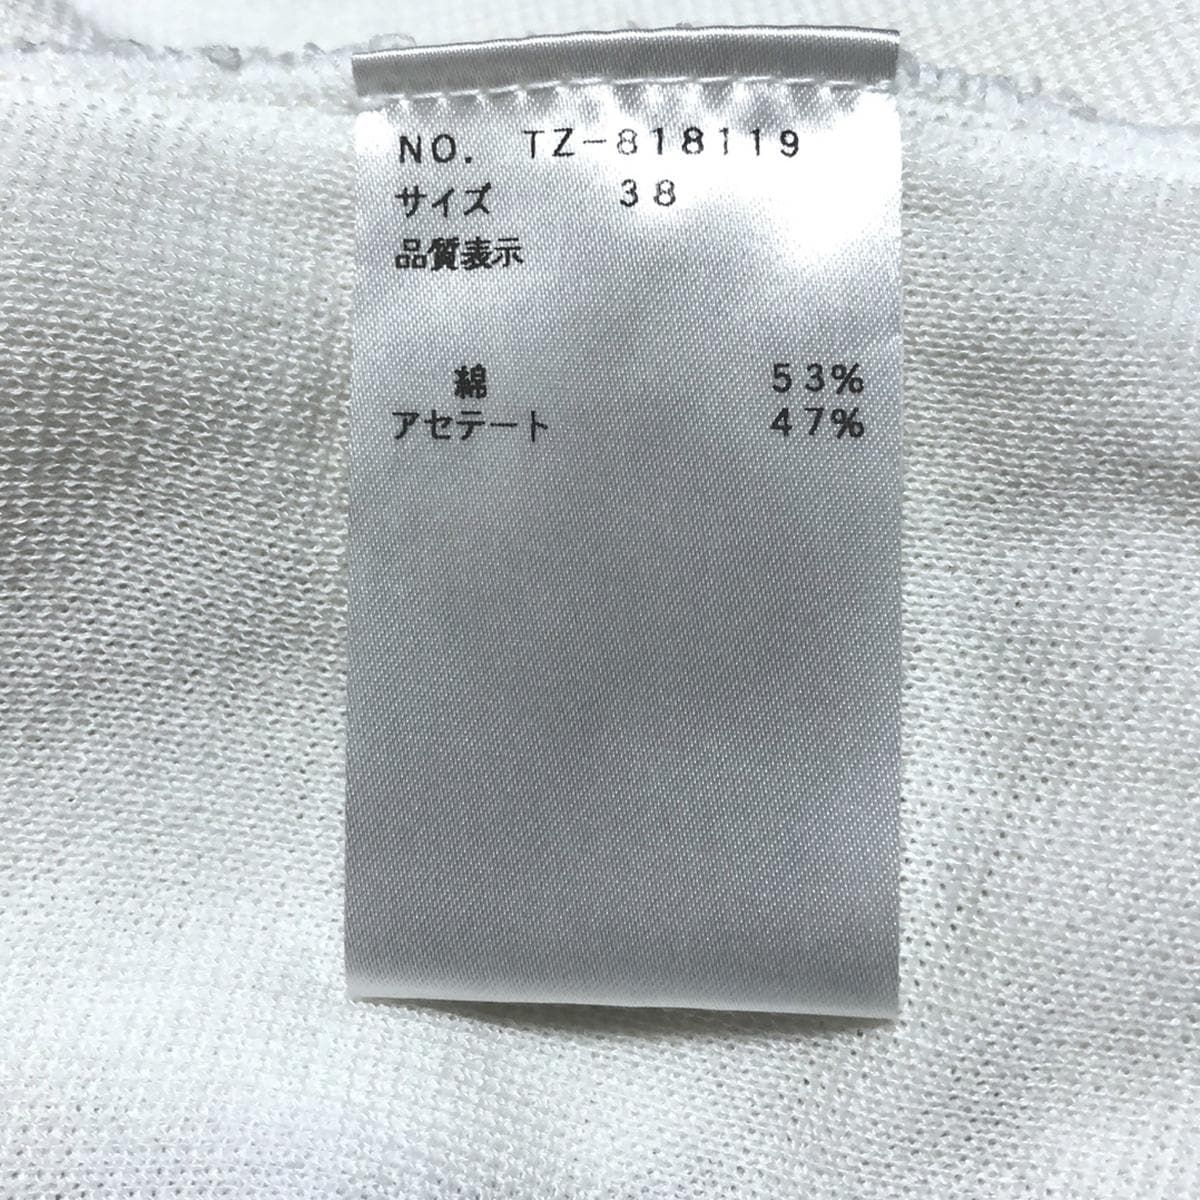 NO. TZ-818119
サイズ 38
品質表示
綿 53%
アセテート 47%